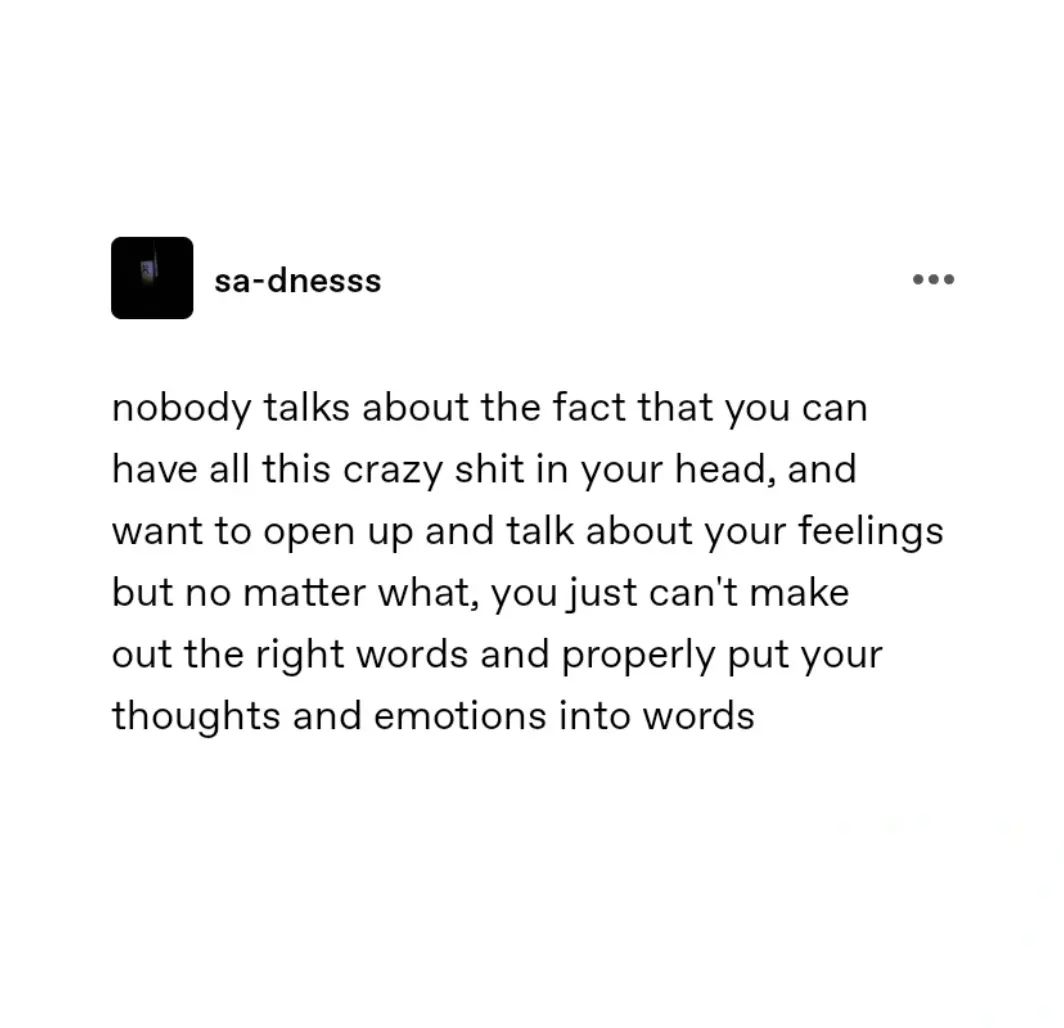 sa-dnesss
nobody talks about the fact that you can
have all this crazy shit in your head, and
want to open up and talk about your feelings
but no matter what, you just can't make
out the right words and properly put your
thoughts and emotions into words